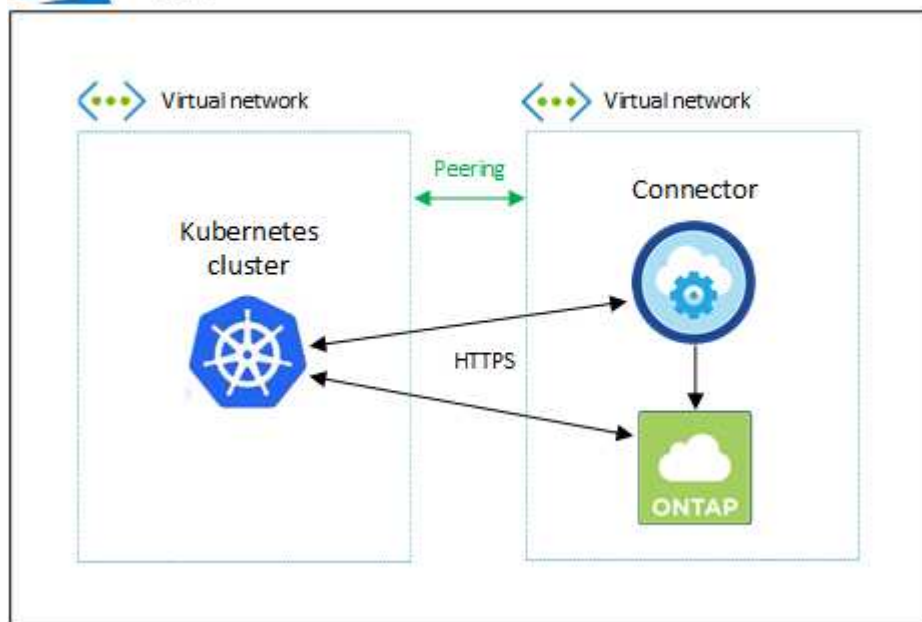 Virtual network
Virtual network
Peering
Connector
Kubernetes
cluster
HTTPS
ONTAP